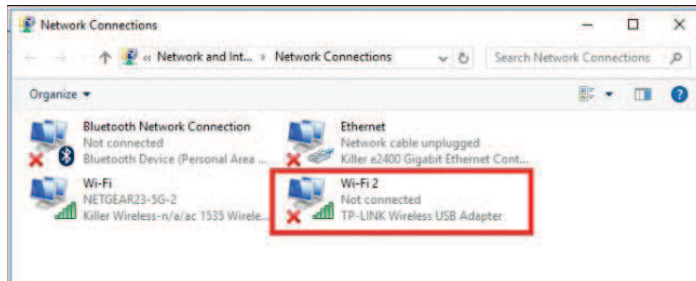 Network Connections
« Network and Int... › Network Connections
Search Network Connections
Organize
Bluetooth Network Connection
Not connected
Bluetooth Device (Personal Area ...
Ethernet
Network cable unplugged
Killer e2400 Gigabit Ethernet Cont...
Wi-Fi
NETGEAR23-5G-2
Killer Wireless-n/a/ac 1535 Wirele...
Wi-Fi 2
Not connected
TP-LINK Wireless USB Adapter